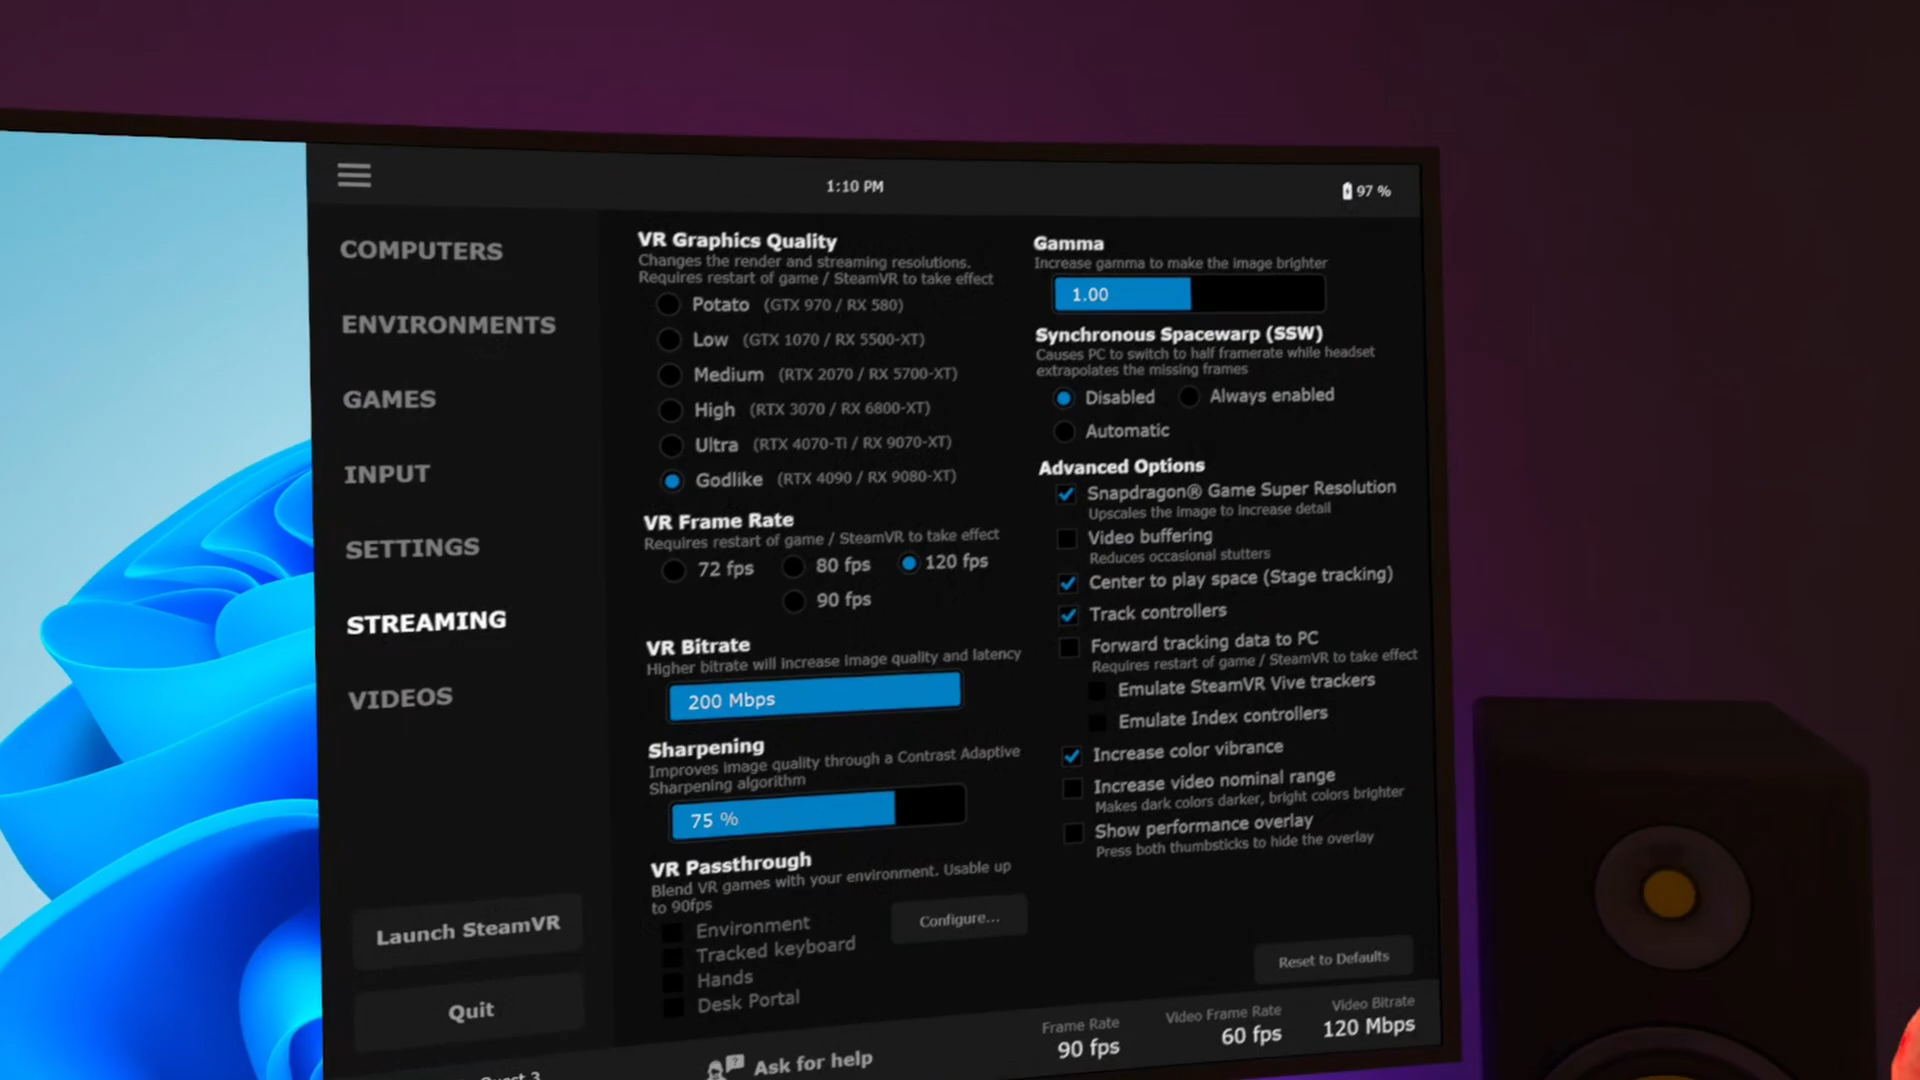 1:10 PM
97 %
COMPUTERS
ENVIRONMENTS
GAMES
INPUT
SETTINGS
STREAMING
VIDEOS
Launch SteamVR
Quit
VR Graphics Quality
Changes the render and streaming resolutions.
Requires restart of game / SteamVR to take effect
Potato (GTX 970 / RX 580)
Low (GTX 1070 / RX 5500-XT)
Medium (RTX 2070 / RX 5700-XT)
High (RTX 3070 / RX 6800-XT)
Ultra (RTX 4070-Ti / RX 9070-XT)
Godlike (RTX 4090 / RX 9080-XT)
VR Frame Rate
Requires restart of game / SteamVR to take effect
72 fps 80 fps 120 fps
90 fps
VR Bitrate
Higher bitrate will increase image quality and latency
200 Mbps
Sharpening
Improves image quality through a Contrast Adaptive
Sharpening algorithm
75 %
VR Passthrough
Blend VR games with your environment. Usable up
to 90fps
Environment
Tracked keyboard
Hands
Desk Portal
Configure...
Gamma
Increase gamma to make the image brighter
1.00
Synchronous Spacewarp (SSW)
Causes PC to switch to half framerate while headset
extrapolates the missing frames
Disabled Always enabled
Automatic
Advanced Options
Snapdragon® Game Super Resolution
Upscales the image to increase detail
Video buffering
Reduces occasional stutters
Center to play space (Stage tracking)
Track controllers
Forward tracking data to PC
Requires restart of game / SteamVR to take effect
Emulate SteamVR Vive trackers
Emulate Index controllers
Increase color vibrance
Increase video nominal range
Makes dark colors darker, bright colors brighter
Show performance overlay
Press both thumbsticks to hide the overlay
Reset to Defaults
Quest 3
Ask for help
Frame Rate
90 fps
Video Frame Rate
60 fps
Video Bitrate
120 Mbps